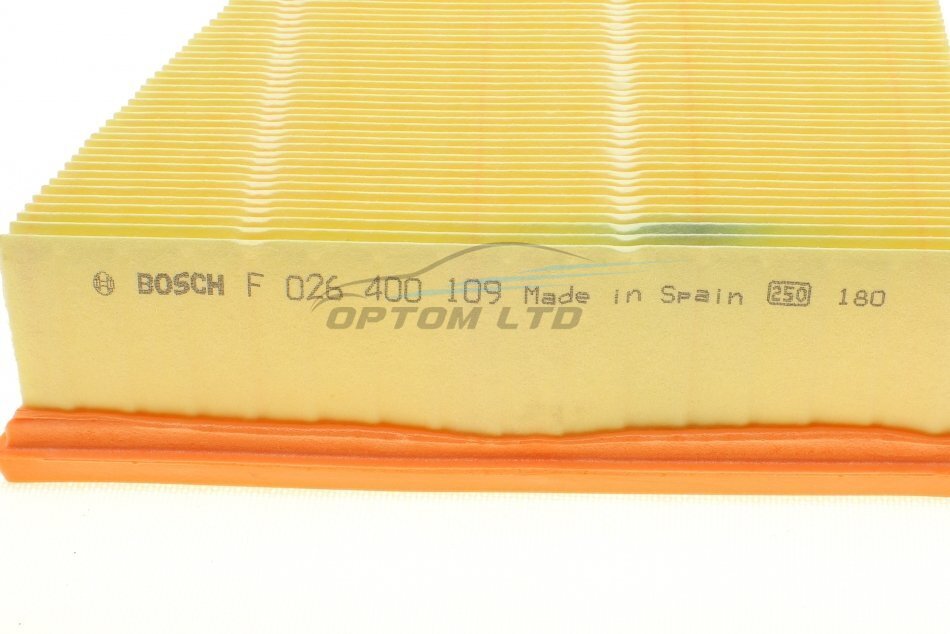 BOSCH F 026 400 109 Made in Spain 250 180
OPTOM LTD